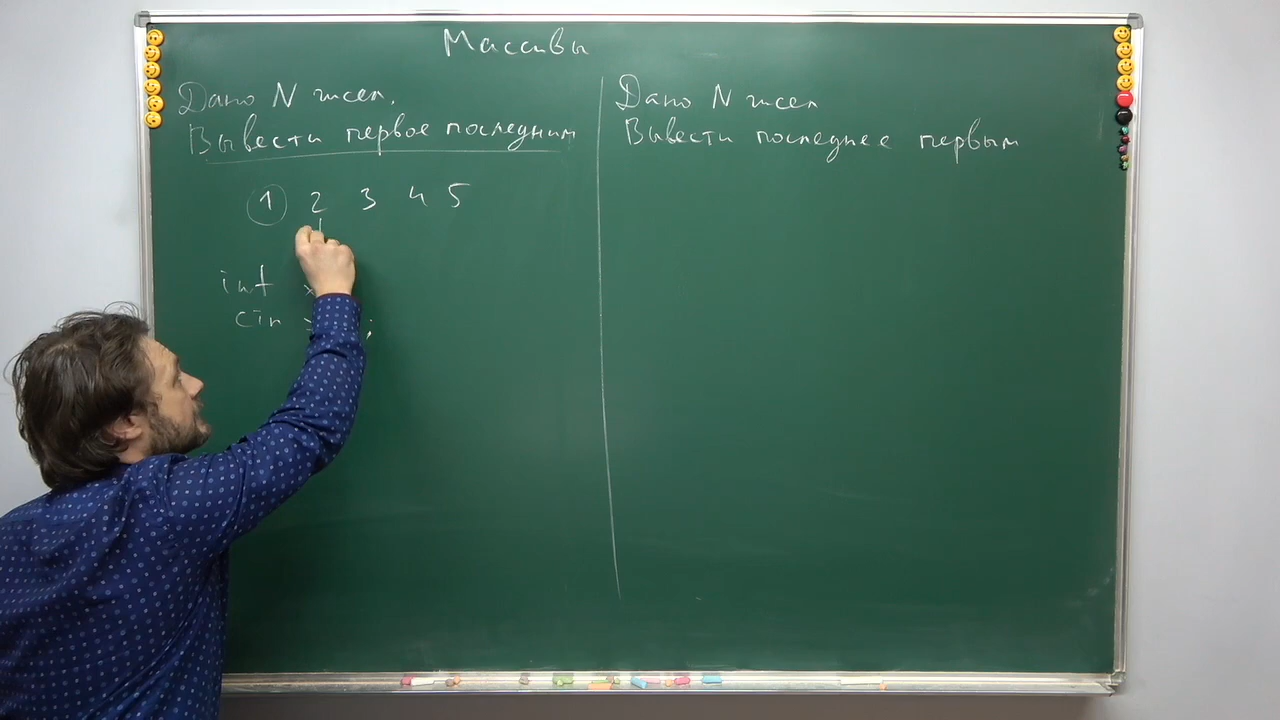 Массивы
Дано N чисел.
Вывести первое последним
1 2 3 4 5
int x
cin > ;
Дано N чисел
Вывести последнее первым